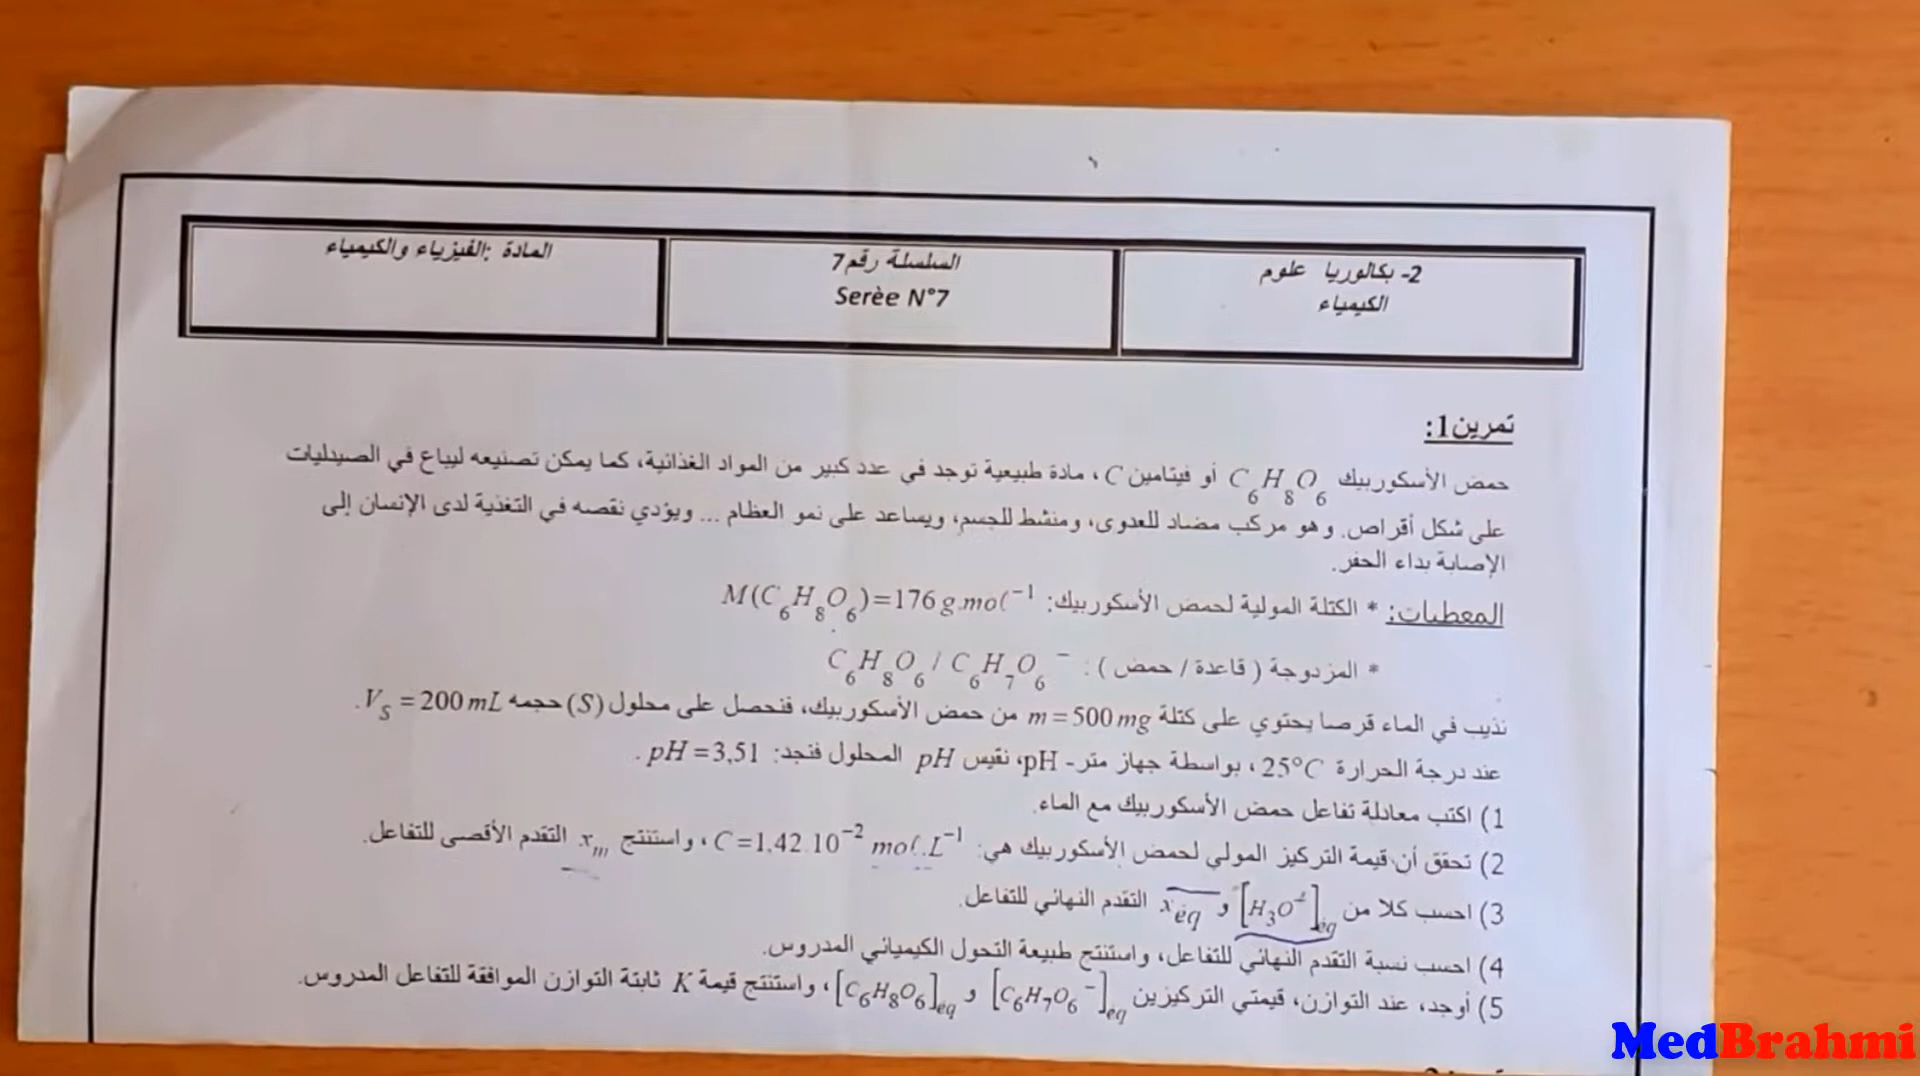 2- بكالوريا علوم
الكيمياء
السلسلة رقم7
Serèe N°7
المادة :الفيزياء والكيمياء
تمرين1:
حمض الأسكوربيك C6H8O6 أو فيتامين C، مادة طبيعية توجد في عدد كبير من المواد الغذائية، كما يمكن تصنيعه ليباع في الصيدليات
على شكل أقراص. وهو مركب مضاد للعدوى، ومنشط للجسم، ويساعد على نمو العظام ... ويؤدي نقصه في التغذية لدى الإنسان إلى
الإصابة بداء الحفر.
المعطيات: * الكتلة المولية لحمض الأسكوربيك: M(C6H8O6)=176 g.mol⁻¹
* المزدوجة ( قاعدة / حمض ) : C6H8O6 / C6H7O6⁻
نذيب في الماء قرصا يحتوي على كتلة m=500mg من حمض الأسكوربيك، فنحصل على محلول (S) حجمه VS=200mL.
عند درجة الحرارة 25°C، بواسطة جهاز متر- pH، نقيس pH المحلول فنجد: pH=3,51.
1) اكتب معادلة تفاعل حمض الأسكوربيك مع الماء.
2) تحقق أن قيمة التركيز المولي لحمض الأسكوربيك هي: C=1,42.10⁻² mol.L⁻¹، واستنتج xm التقدم الأقصى للتفاعل.
3) احسب كلا من [H3O⁺]éq و xéq التقدم النهائي للتفاعل.
4) احسب نسبة التقدم النهائي للتفاعل، واستنتج طبيعة التحول الكيميائي المدروس.
5) أوجد، عند التوازن، قيمتي التركيزين [C6H7O6⁻]eq و [C6H8O6]eq، واستنتج قيمة K ثابتة التوازن الموافقة للتفاعل المدروس.
MedBrahmi